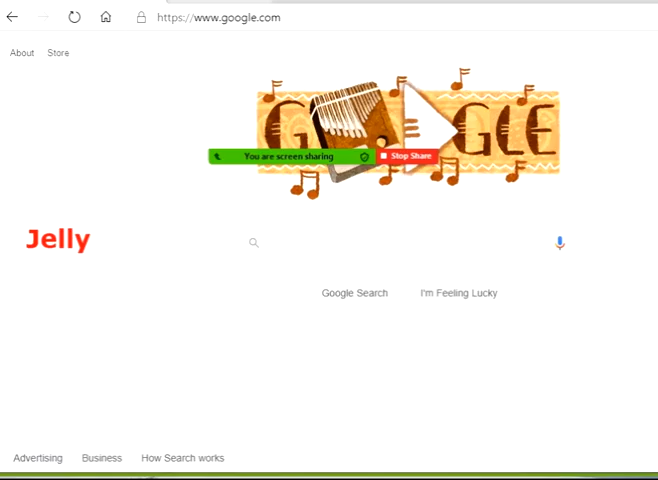 https://www.google.com
About Store
GOOGLE
You are screen sharing Stop Share
Jelly
Google Search I'm Feeling Lucky
Advertising Business How Search works